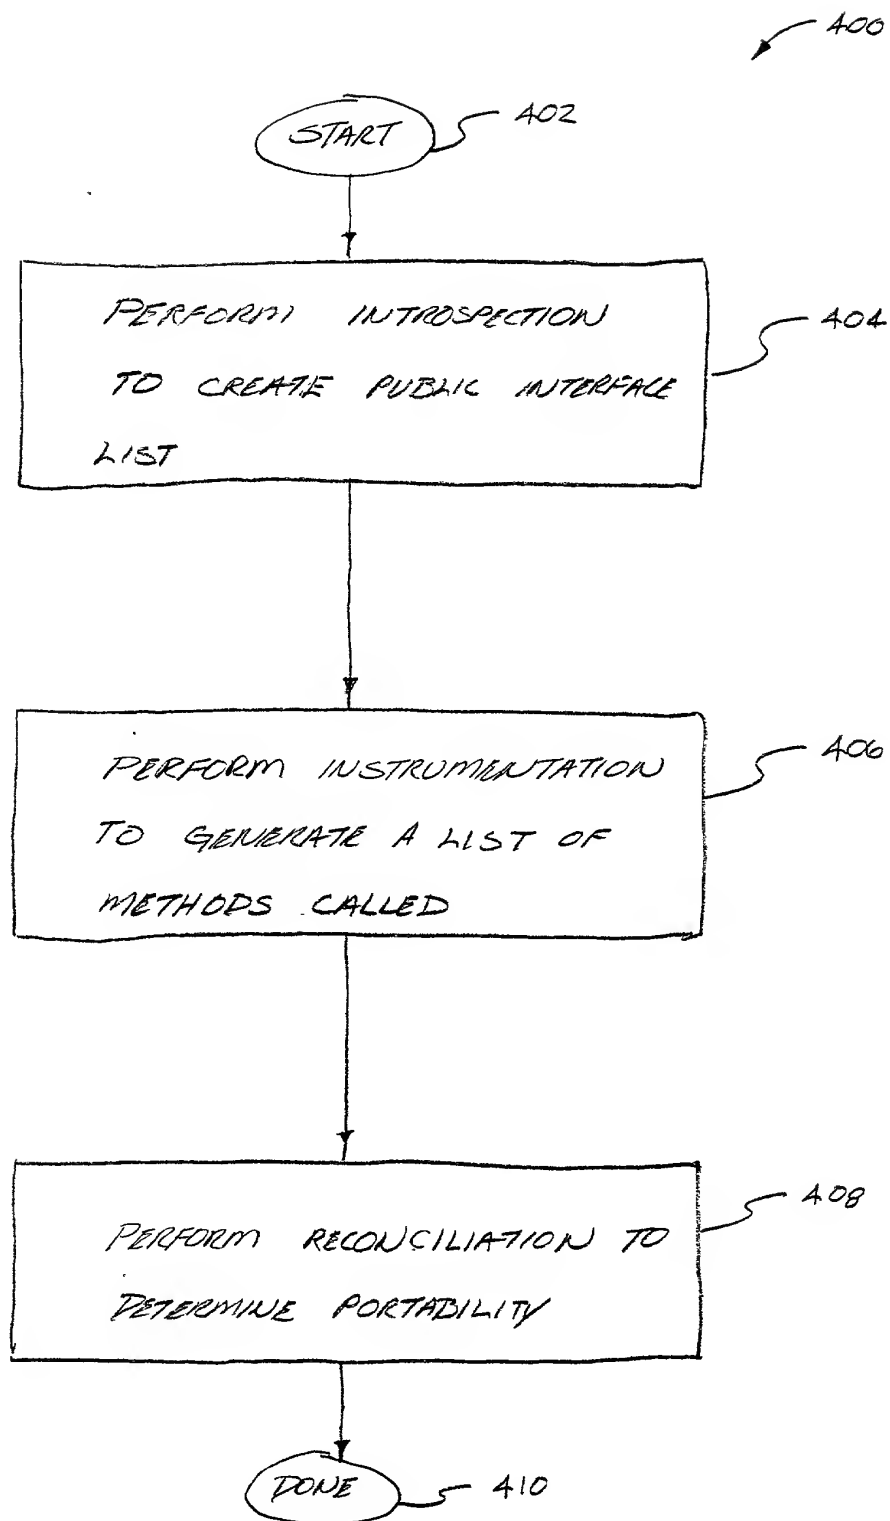 400
START
402
PERFORM INTROSPECTION
TO CREATE PUBLIC INTERFACE
LIST
404
PERFORM INSTRUMENTATION
TO GENERATE A LIST OF
METHODS CALLED
406
PERFORM RECONCILIATION TO
DETERMINE PORTABILITY
408
DONE
410